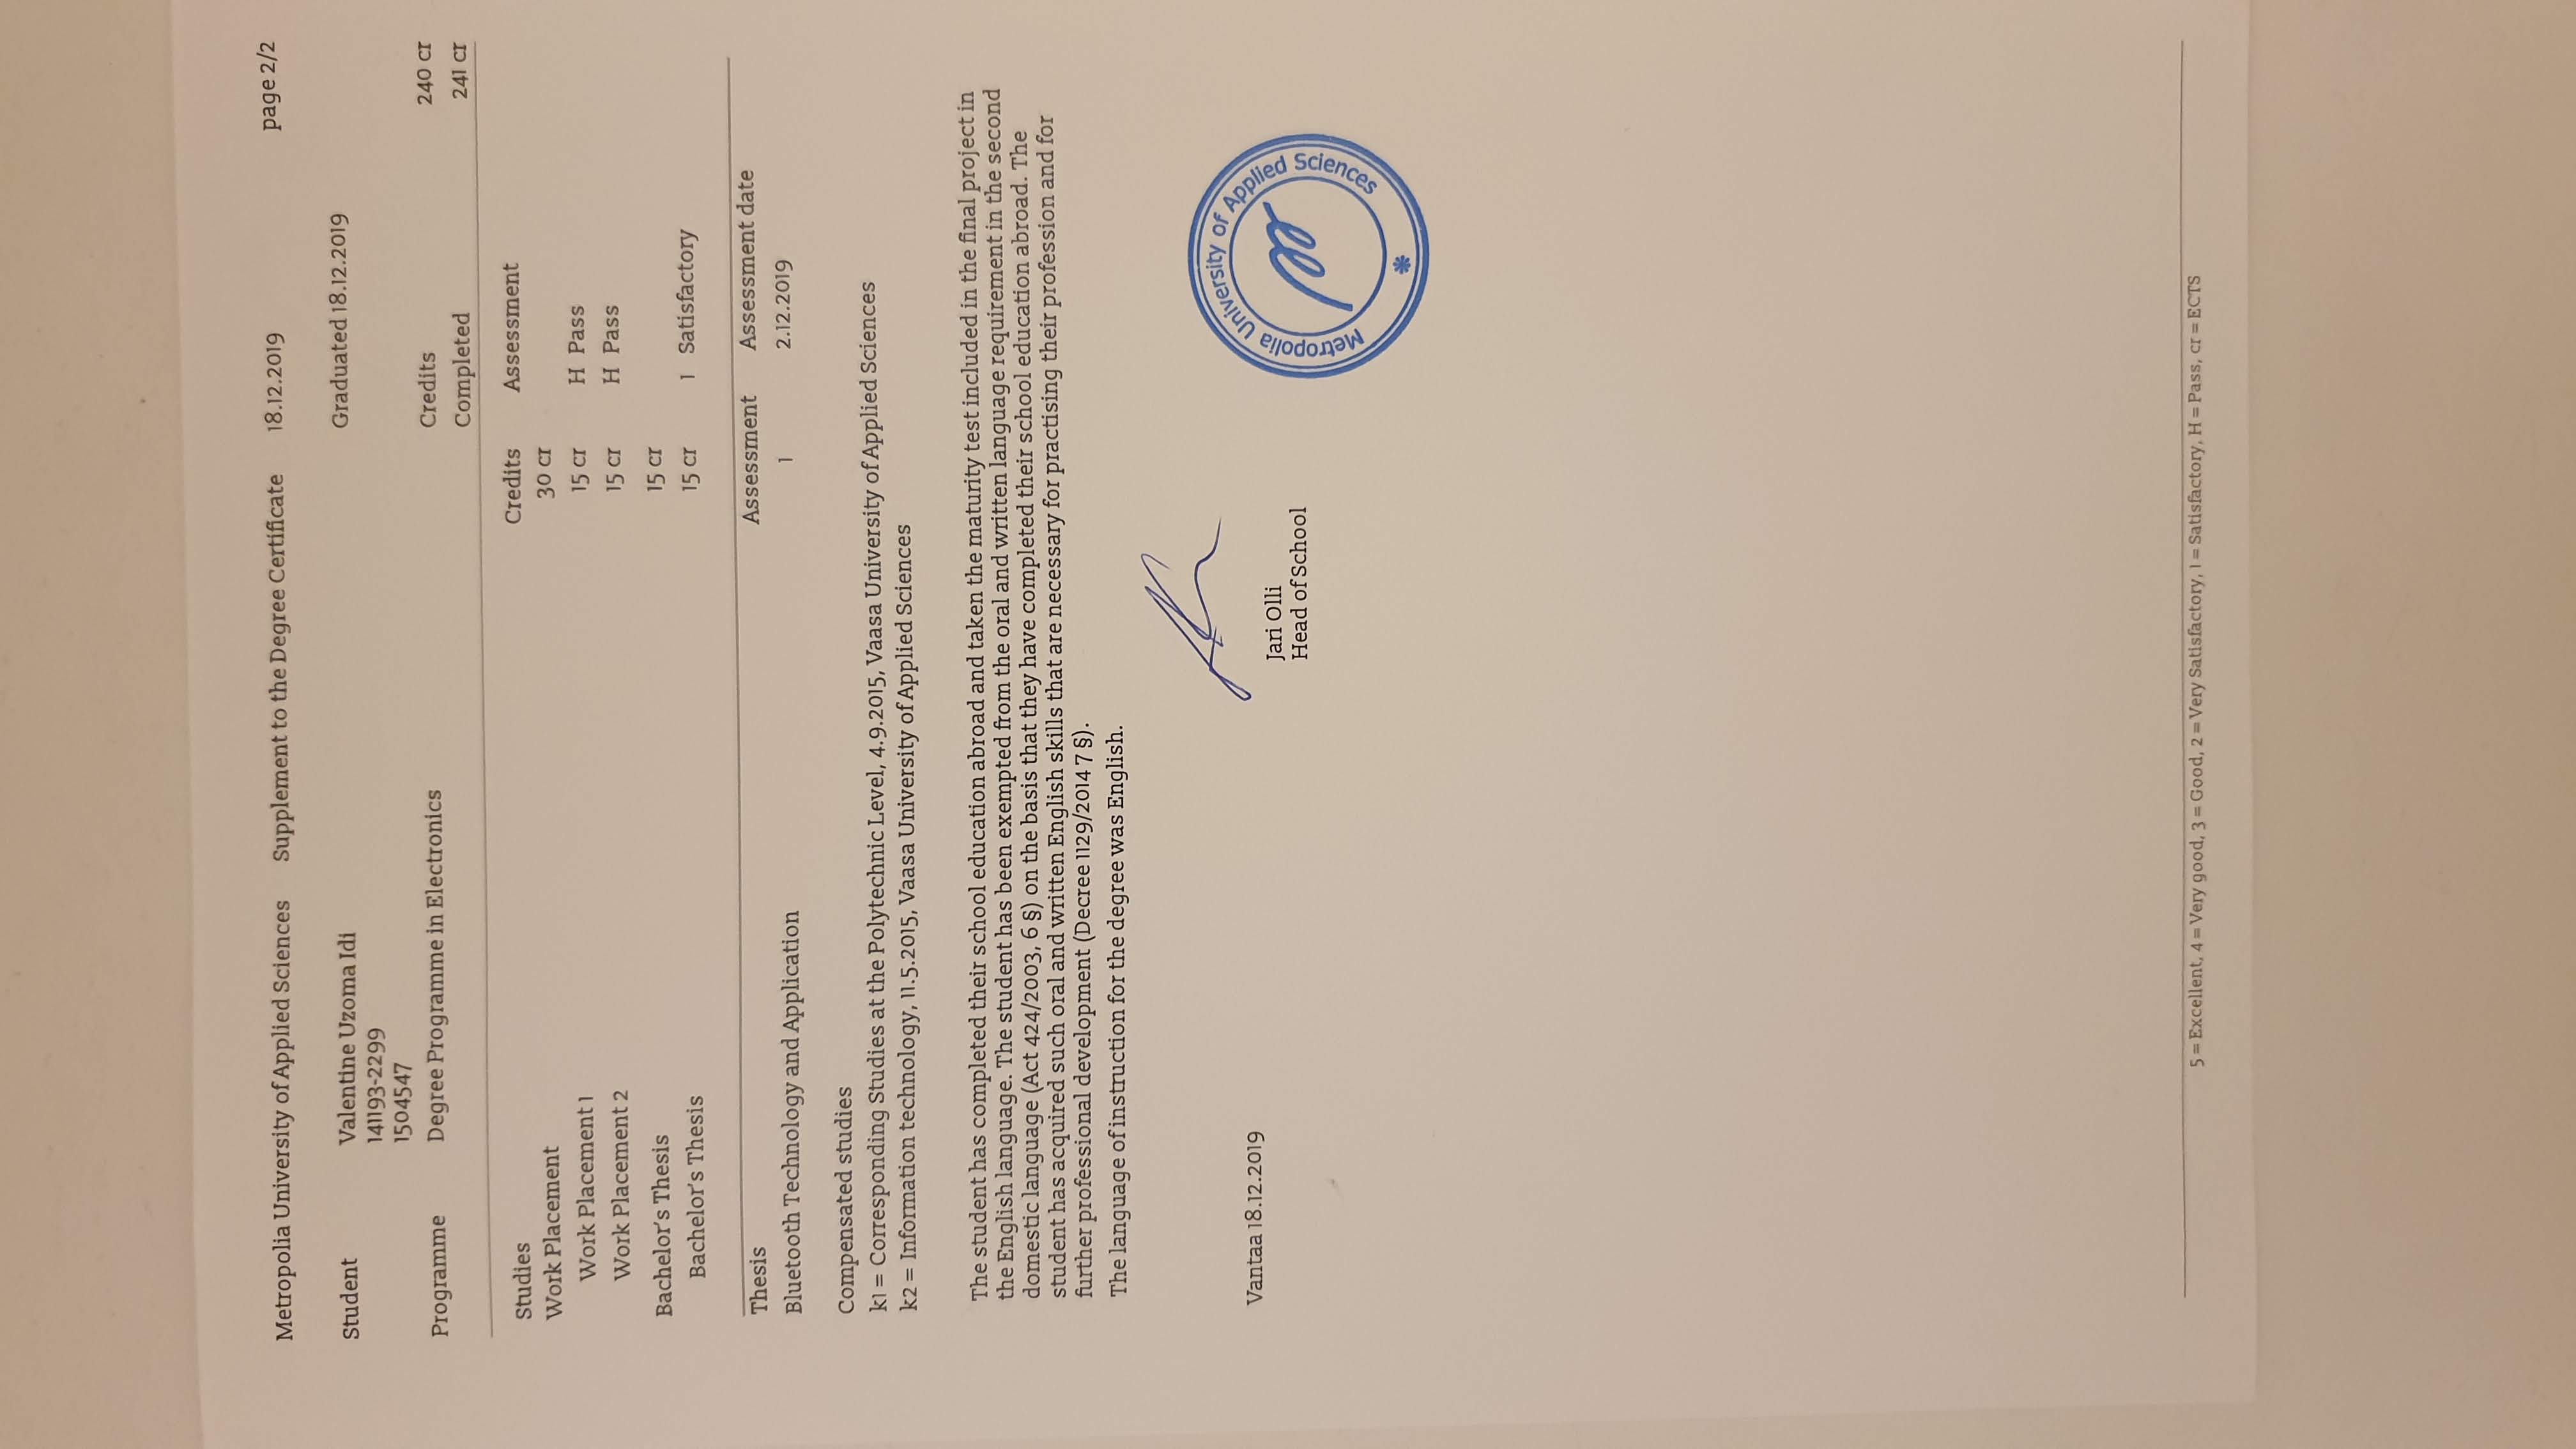 Metropolia University of Applied Sciences Supplement to the Degree Certificate 18.12.2019 page 2/2
Student Valentine Uzoma Idi Graduated 18.12.2019
141193-2299
1504547
Programme Degree Programme in Electronics Credits 240 cr
Completed 241 cr
Studies Credits Assessment
Work Placement 30 cr
Work Placement 1 15 cr H Pass
Work Placement 2 15 cr H Pass
Bachelor's Thesis 15 cr
Bachelor's Thesis 15 cr 1 Satisfactory
Thesis Assessment Assessment date
Bluetooth Technology and Application 1 2.12.2019
Compensated studies
k1 = Corresponding Studies at the Polytechnic Level, 4.9.2015, Vaasa University of Applied Sciences
k2 = Information technology, 11.5.2015, Vaasa University of Applied Sciences
The student has completed their school education abroad and taken the maturity test included in the final project in
the English language. The student has been exempted from the oral and written language requirement in the second
domestic language (Act 424/2003, 6 §) on the basis that they have completed their school education abroad. The
student has acquired such oral and written English skills that are necessary for practising their profession and for
further professional development (Decree 1129/2014 7 §).
The language of instruction for the degree was English.
Vantaa 18.12.2019
Jari Olli
Head of School
Metropolia University of Applied Sciences
5 = Excellent, 4 = Very good, 3 = Good, 2 = Very Satisfactory, 1 = Satisfactory, H = Pass, cr = ECTS